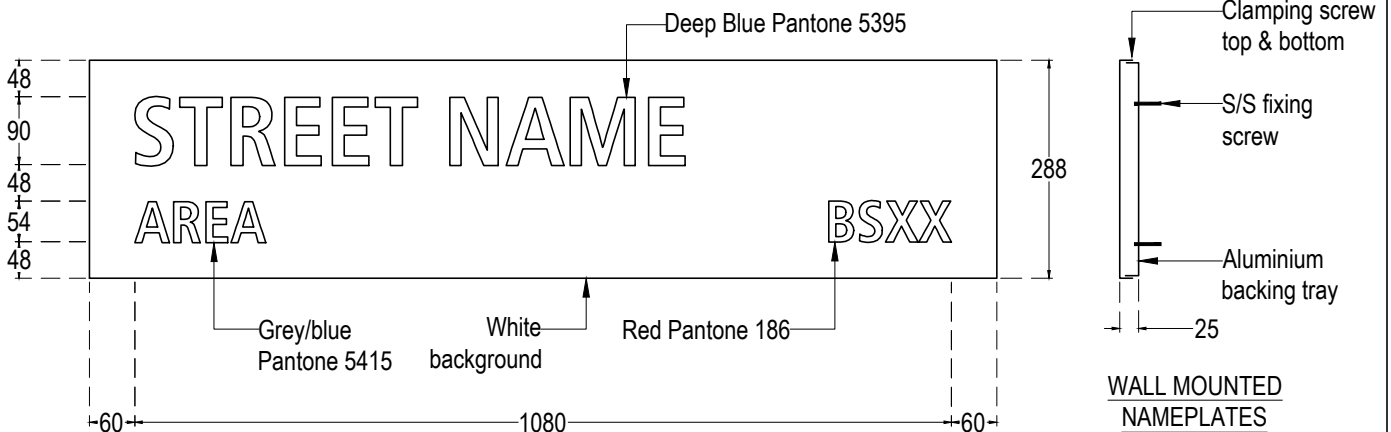 Deep Blue Pantone 5395
Clamping screw
top & bottom
48
90
48
54
48
STREET NAME
AREA
BSXX
288
S/S fixing
screw
Aluminium
backing tray
25
Grey/blue
Pantone 5415
White
background
Red Pantone 186
60
1080
60
WALL MOUNTED
NAMEPLATES